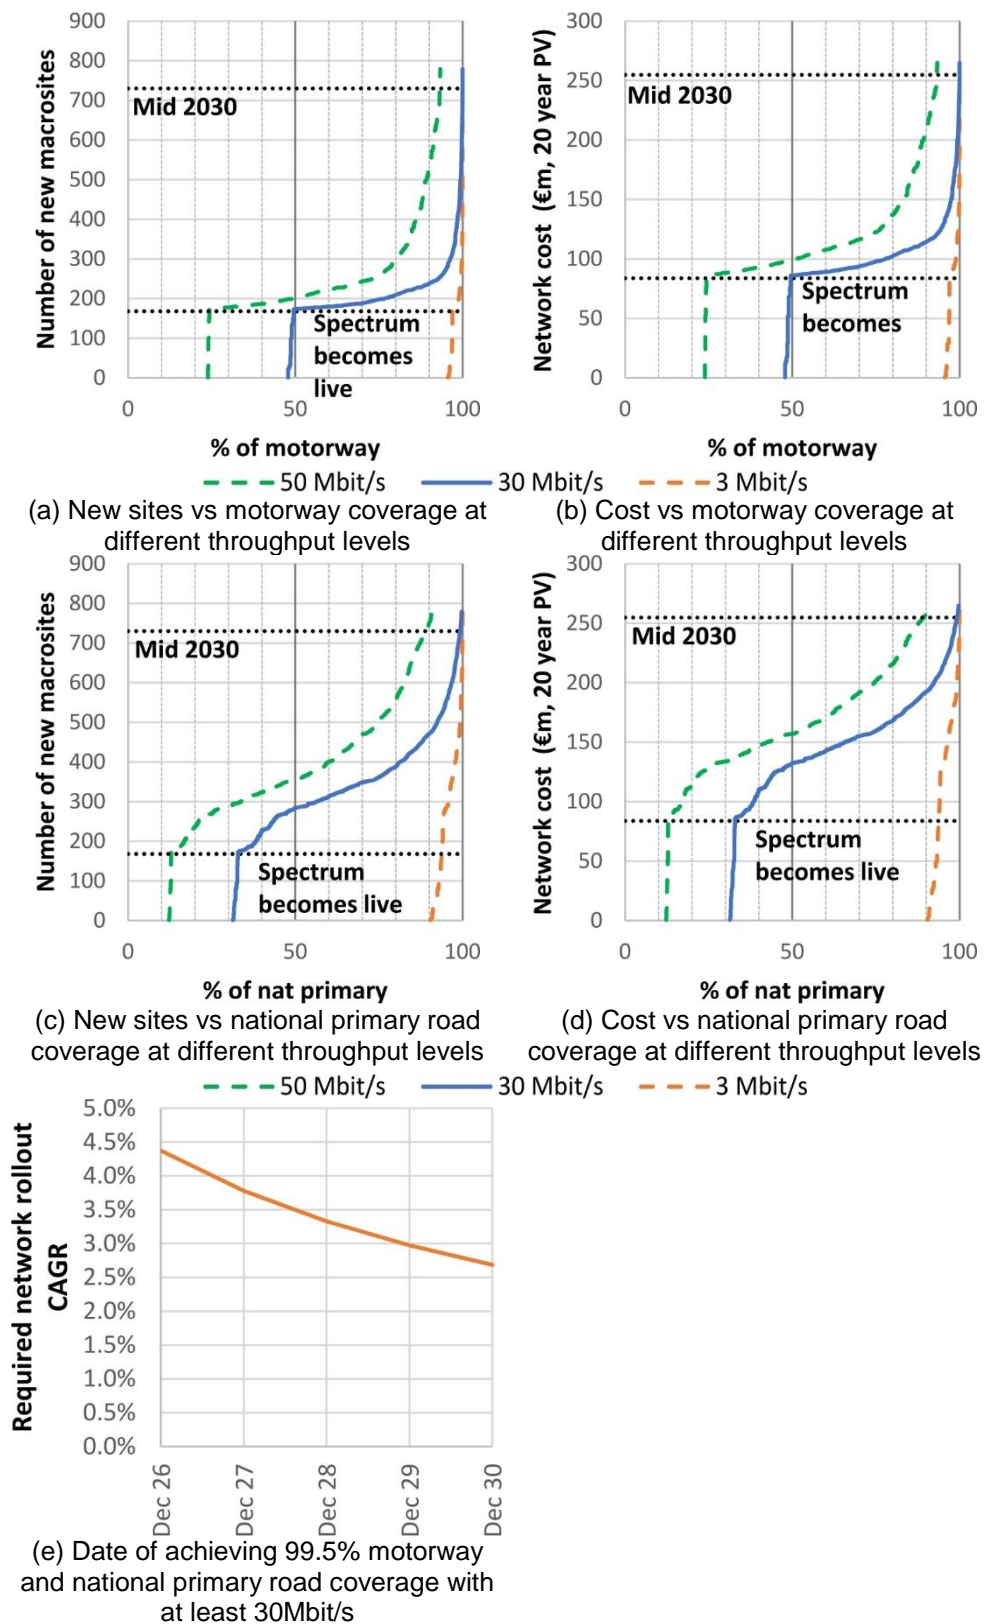 Number of new macrosites
900
800
700
600
500
400
300
200
100
0
Mid 2030
Spectrum
becomes
live
0
50
100
% of motorway
Network cost (€m, 20 year PV)
300
250
200
150
100
50
0
Mid 2030
Spectrum
becomes
0
50
100
% of motorway
50 Mbit/s
30 Mbit/s
3 Mbit/s
(a) New sites vs motorway coverage at
different throughput levels
(b) Cost vs motorway coverage at
different throughput levels
Number of new macrosites
900
800
700
600
500
400
300
200
100
0
Mid 2030
Spectrum
becomes live
0
50
100
% of nat primary
Network cost (€m, 20 year PV)
300
250
200
150
100
50
0
Mid 2030
Spectrum
becomes live
0
50
100
% of nat primary
(c) New sites vs national primary road
coverage at different throughput levels
(d) Cost vs national primary road
coverage at different throughput levels
50 Mbit/s
30 Mbit/s
3 Mbit/s
Required network rollout
CAGR
5.0%
4.5%
4.0%
3.5%
3.0%
2.5%
2.0%
1.5%
1.0%
0.5%
0.0%
Dec 26
Dec 27
Dec 28
Dec 29
Dec 30
(e) Date of achieving 99.5% motorway
and national primary road coverage with
at least 30Mbit/s